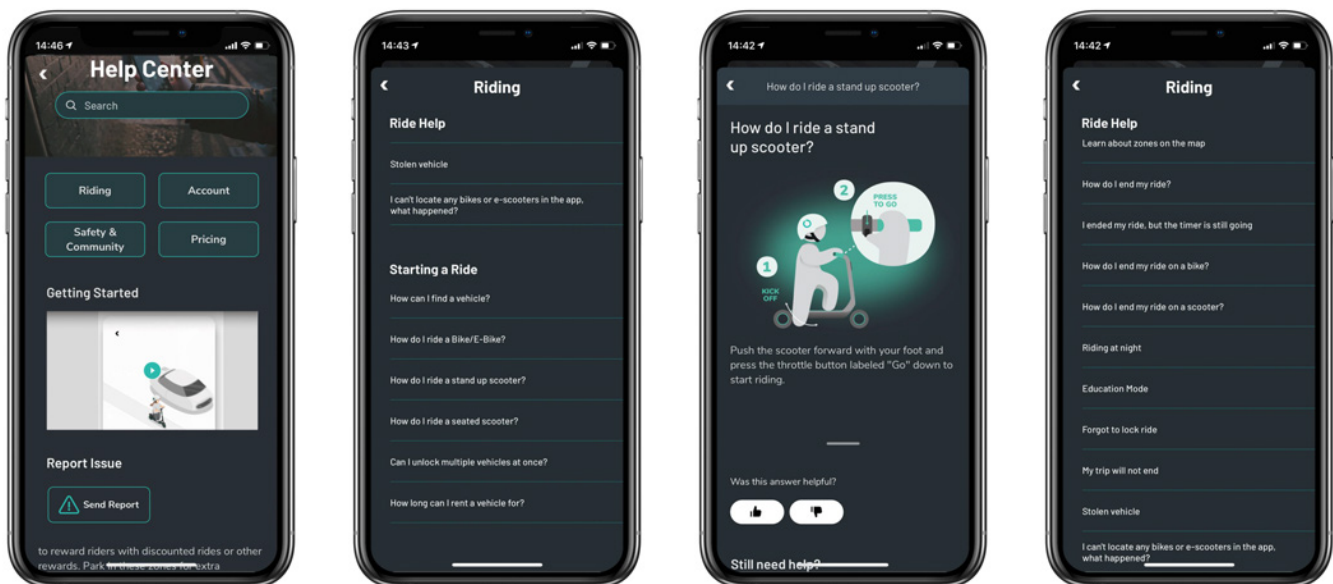 14:46
Help Center
Search
Riding
Account
Safety &
Community
Pricing
Getting Started
Report Issue
Send Report
to reward riders with discounted rides or other
rewards. Park in these zones for extra
14:43
Riding
Ride Help
Stolen vehicle
I can't locate any bikes or e-scooters in the app,
what happened?
Starting a Ride
How can I find a vehicle?
How do I ride a Bike/E-Bike?
How do I ride a stand up scooter?
How do I ride a seated scooter?
Can I unlock multiple vehicles at once?
How long can I rent a vehicle for?
14:42
How do I ride a stand up scooter?
How do I ride a stand
up scooter?
2
PRESS
TO GO
1
KICK
OFF
Push the scooter forward with your foot and
press the throttle button labeled "Go" down to
start riding.
Was this answer helpful?
Still need help?
14:42
Riding
Ride Help
Learn about zones on the map
How do I end my ride?
I ended my ride, but the timer is still going
How do I end my ride on a bike?
How do I end my ride on a scooter?
Riding at night
Education Mode
Forgot to lock ride
My trip will not end
Stolen vehicle
I can't locate any bikes or e-scooters in the app,
what happened?